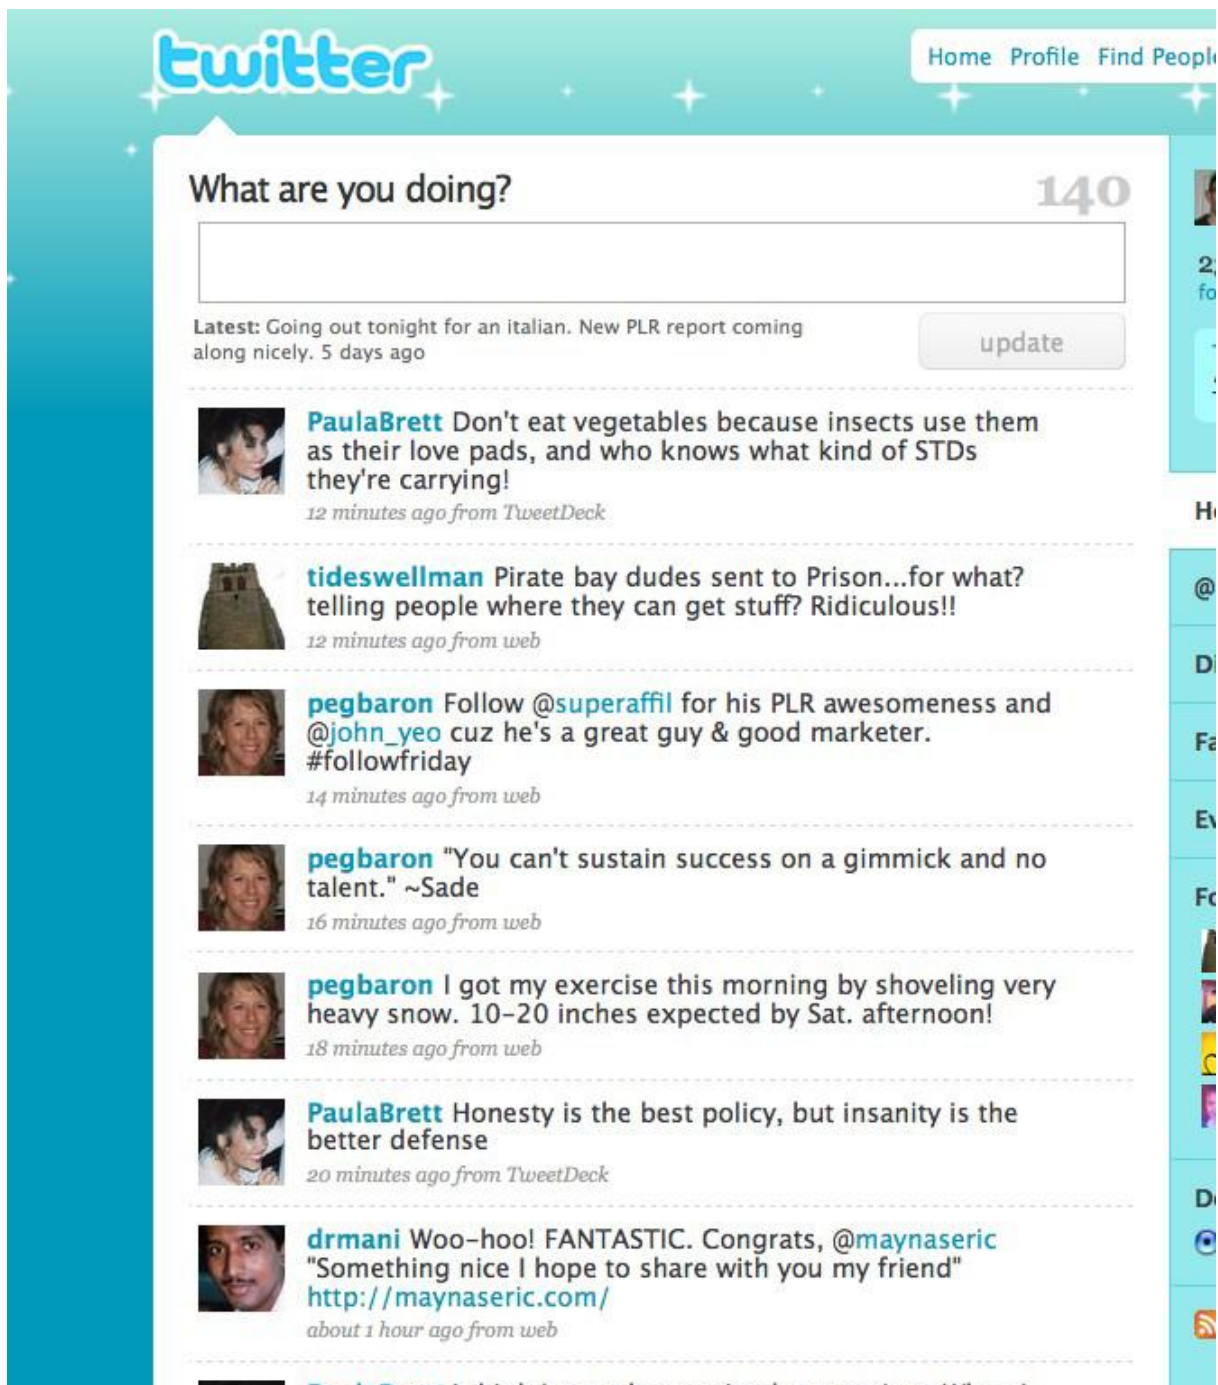 twitter
Home Profile Find People
What are you doing?
140
Latest: Going out tonight for an italian. New PLR report coming
along nicely. 5 days ago
update
PaulaBrett Don't eat vegetables because insects use them
as their love pads, and who knows what kind of STDs
they're carrying!
12 minutes ago from TweetDeck
tideswellman Pirate bay dudes sent to Prison...for what?
telling people where they can get stuff? Ridiculous!!
12 minutes ago from web
pegbaron Follow @superaffil for his PLR awesomeness and
@john_yeo cuz he's a great guy & good marketer.
#followfriday
14 minutes ago from web
pegbaron "You can't sustain success on a gimmick and no
talent." ~Sade
16 minutes ago from web
pegbaron I got my exercise this morning by shoveling very
heavy snow. 10-20 inches expected by Sat. afternoon!
18 minutes ago from web
PaulaBrett Honesty is the best policy, but insanity is the
better defense
20 minutes ago from TweetDeck
drmani Woo-hoo! FANTASTIC. Congrats, @maynaseric
"Something nice I hope to share with you my friend"
http://maynaseric.com/
about 1 hour ago from web